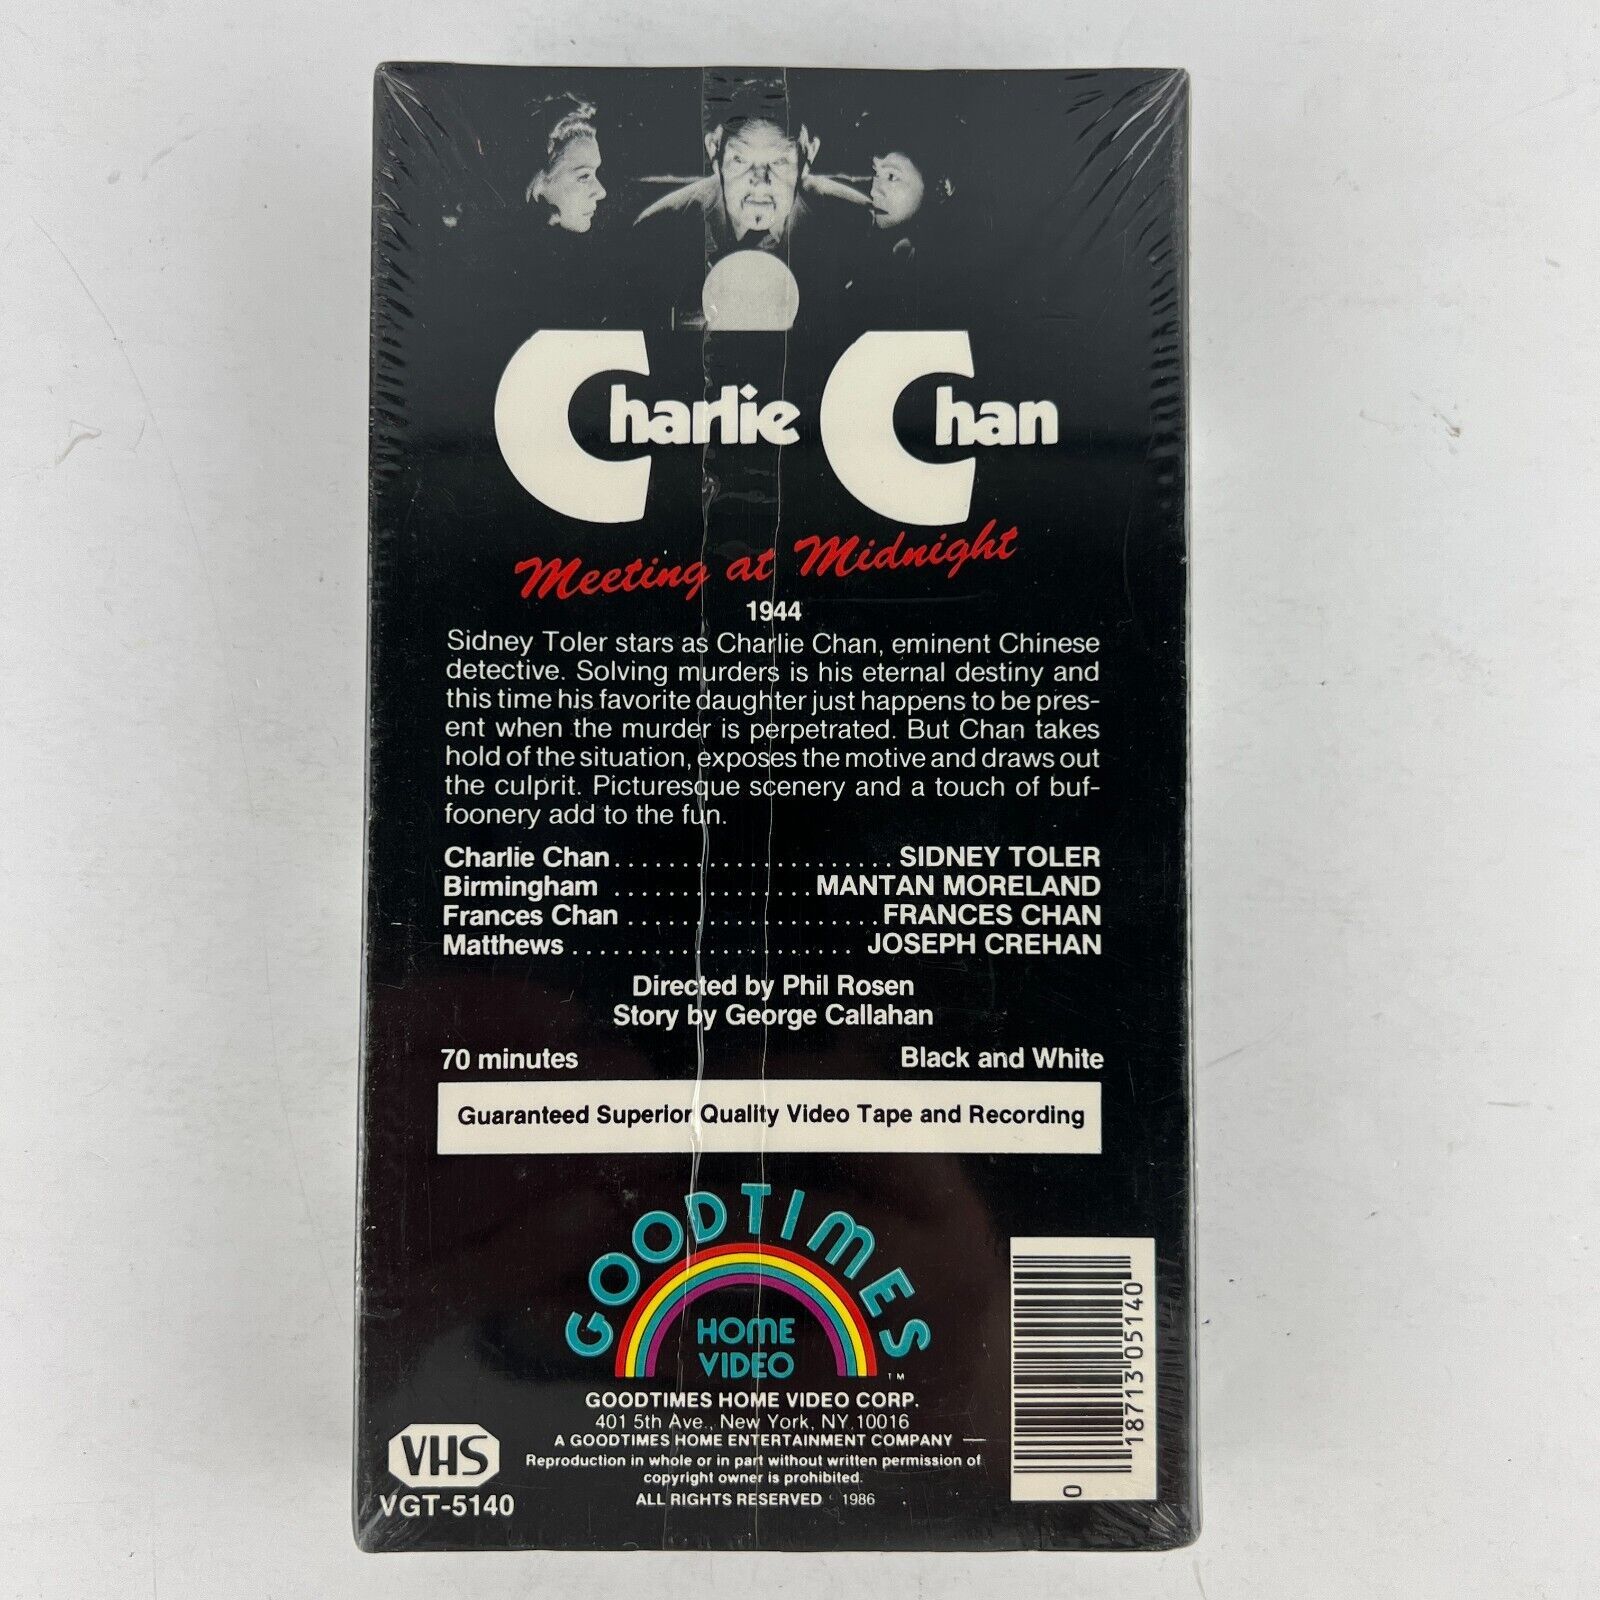 Charlie Chan
Meeting at Midnight
1944
Sidney Toler stars as Charlie Chan, eminent Chinese
detective. Solving murders is his eternal destiny and
this time his favorite daughter just happens to be pres-
ent when the murder is perpetrated. But Chan takes
hold of the situation, exposes the motive and draws out
the culprit. Picturesque scenery and a touch of buf-
foonery add to the fun.
Charlie Chan..................... SIDNEY TOLER
Birmingham ............... MANTAN MORELAND
Frances Chan ................... FRANCES CHAN
Matthews ..................... JOSEPH CREHAN
Directed by Phil Rosen
Story by George Callahan
70 minutes Black and White
Guaranteed Superior Quality Video Tape and Recording
GOODTIMES
HOME
VIDEO
TM
GOODTIMES HOME VIDEO CORP.
401 5th Ave., New York, NY 10016
A GOODTIMES HOME ENTERTAINMENT COMPANY
Reproduction in whole or in part without written permission of
copyright owner is prohibited.
ALL RIGHTS RESERVED 1986
VHS
VGT-5140
0 18713 05140